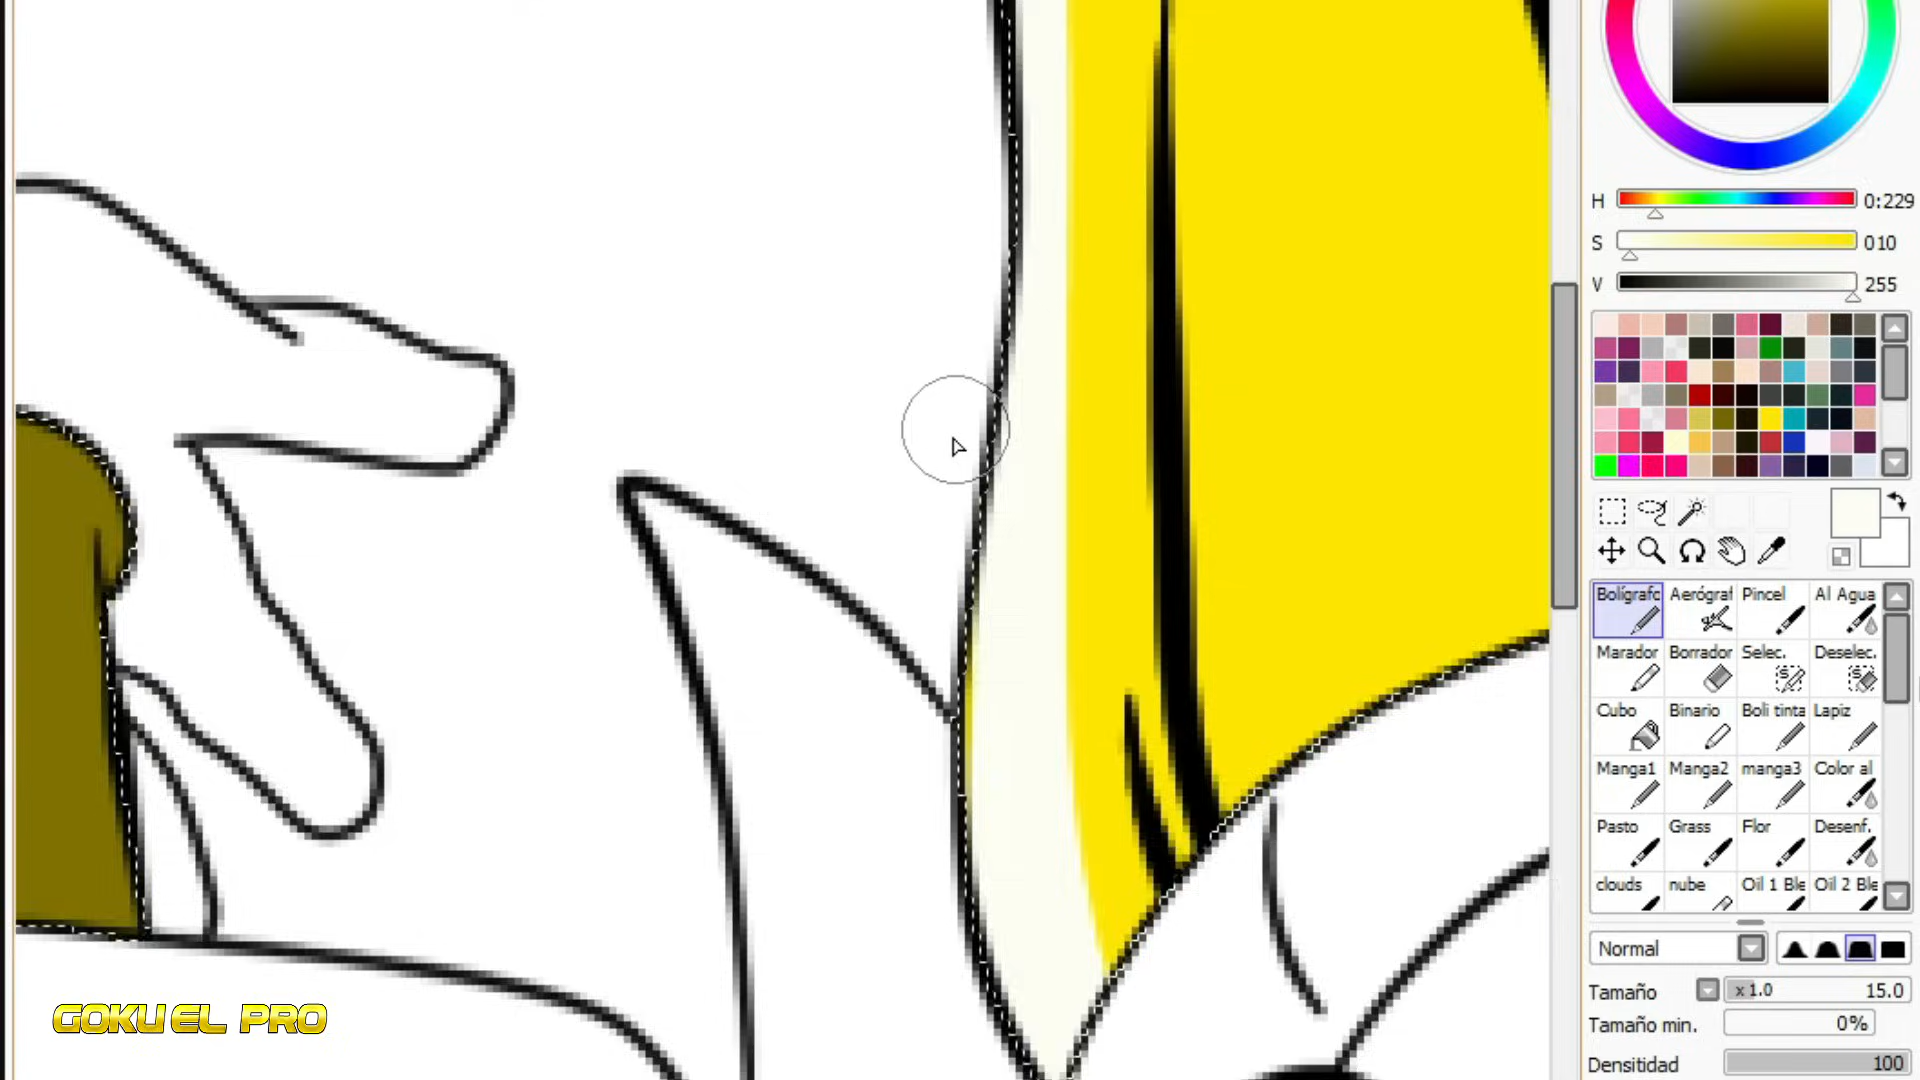 H 0:229
S 010
V 255
Bolígrafc Aerógraf Pincel Al Agua
Marador Borrador Selec. Deselec.
Cubo Binario Boli tinta Lapiz
Manga1 Manga2 manga3 Color al
Pasto Grass Flor Desenf.
clouds nube Oil 1 Ble Oil 2 Ble
Normal
Tamaño x 1.0 15.0
Tamaño min. 0%
Densitidad 100
GOKU EL PRO